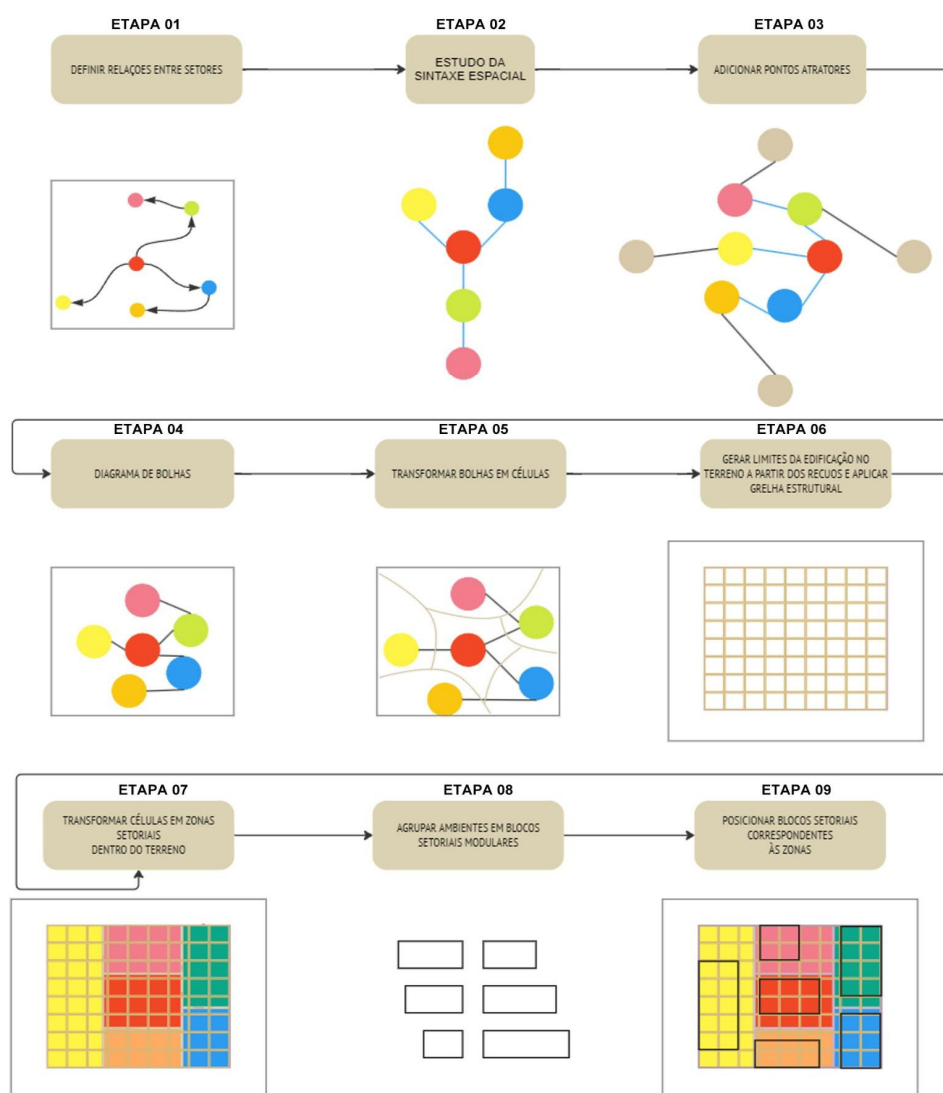 ETAPA 01
DEFINIR RELAÇOES ENTRE SETORES
ETAPA 02
ESTUDO DA
SINTAXE ESPACIAL
ETAPA 03
ADICIONAR PONTOS ATRATORES
ETAPA 04
DIAGRAMA DE BOLHAS
ETAPA 05
TRANSFORMAR BOLHAS EM CÉLULAS
ETAPA 06
GERAR LIMITES DA EDIFICAÇÃO NO
TERRENO A PARTIR DOS RECUOS E APLICAR
GRELHA ESTRUTURAL
ETAPA 07
TRANSFORMAR CÉLULAS EM ZONAS
SETORIAIS
DENTRO DO TERRENO
ETAPA 08
AGRUPAR AMBIENTES EM BLOCOS
SETORIAIS MODULARES
ETAPA 09
POSICIONAR BLOCOS SETORIAIS
CORRESPONDENTES
ÀS ZONAS